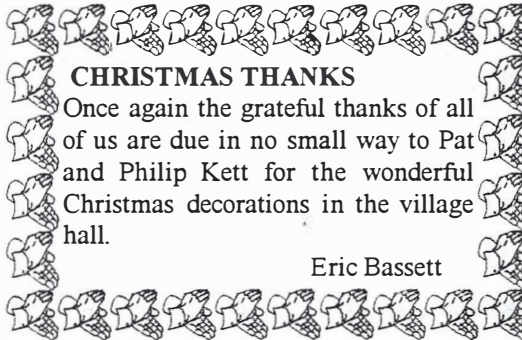 CHRISTMAS THANKS
Once again the grateful thanks of all
of us are due in no small way to Pat
and Philip Kett for the wonderful
Christmas decorations in the village
hall.
Eric Bassett